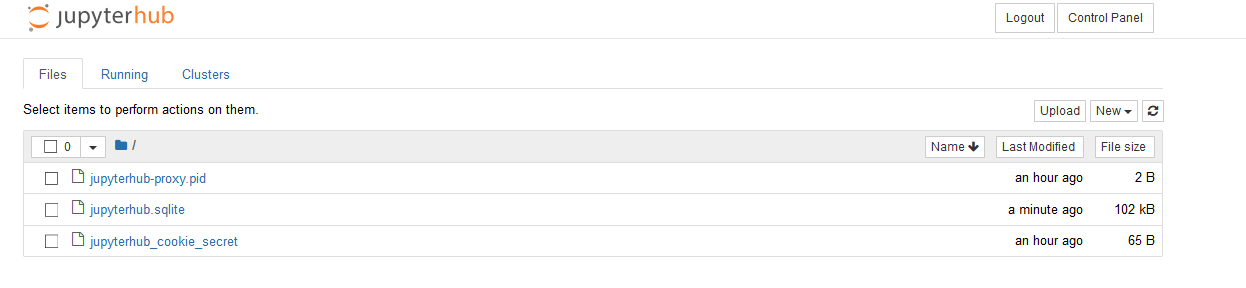 jupyterhub
Logout Control Panel
Files Running Clusters
Select items to perform actions on them.
Upload New
0 / Name Last Modified File size
jupyterhub-proxy.pid an hour ago 2 B
jupyterhub.sqlite a minute ago 102 kB
jupyterhub_cookie_secret an hour ago 65 B